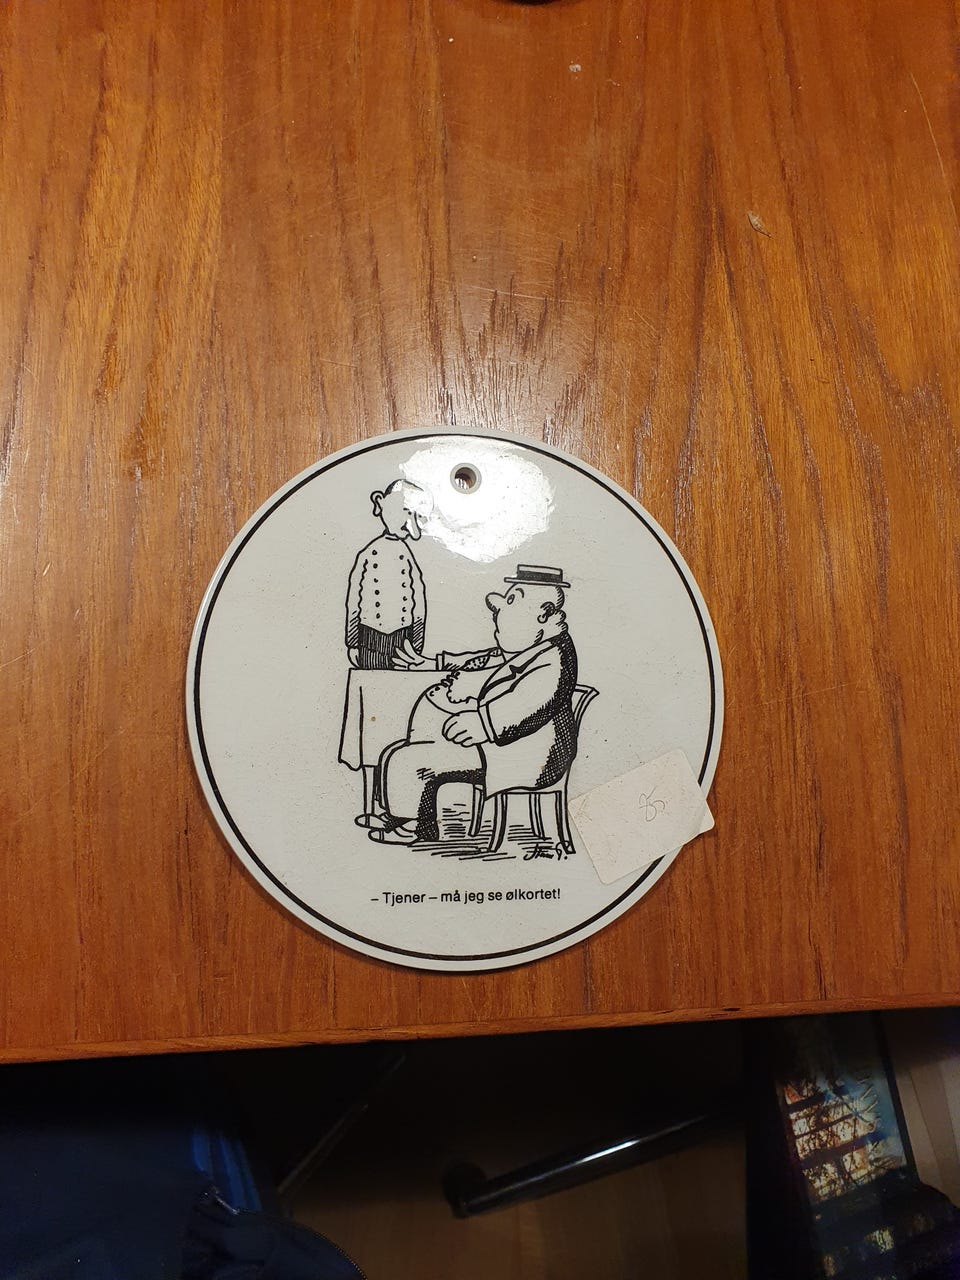 – Tjener – må jeg se ølkortet!